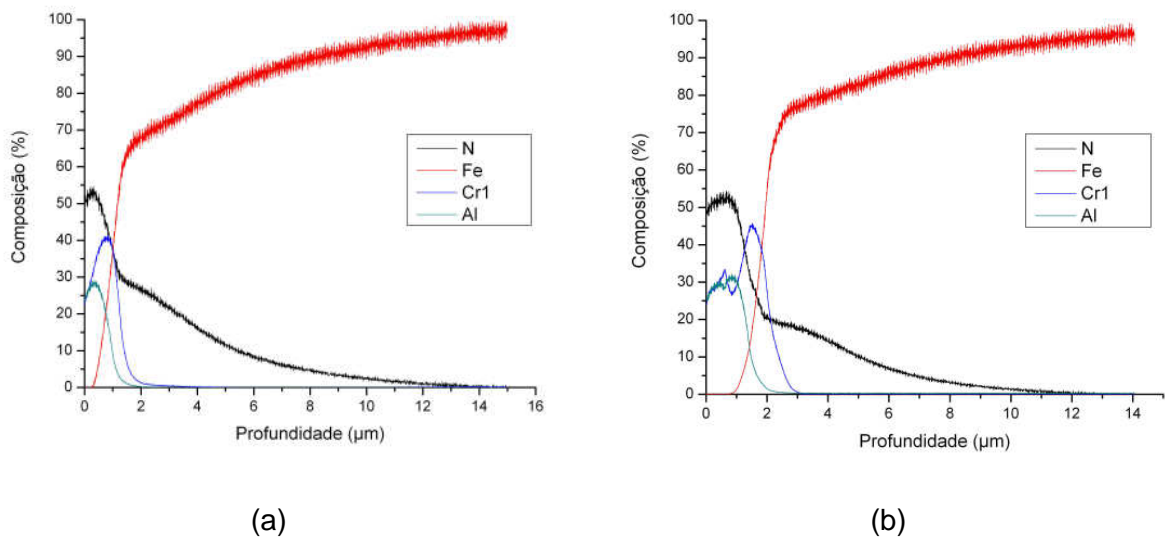 100
90
80
70
60
50
40
30
20
10
0
Composição (%)
N
Fe
Cr1
Al
0 2 4 6 8 10 12 14 16
Profundidade (µm)
(a)
100
90
80
70
60
50
40
30
20
10
0
Composição (%)
N
Fe
Cr1
Al
0 2 4 6 8 10 12 14
Profundidade (µm)
(b)